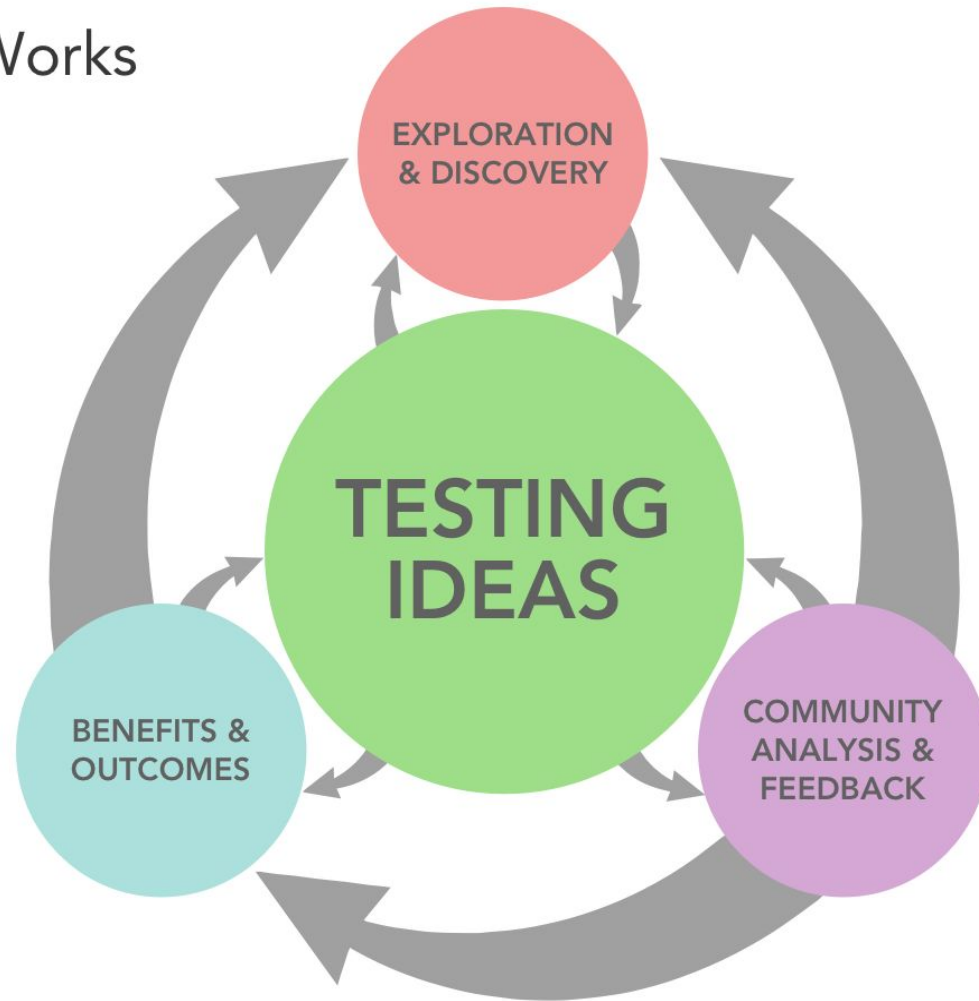 Works
EXPLORATION
& DISCOVERY
TESTING
IDEAS
BENEFITS &
OUTCOMES
COMMUNITY
ANALYSIS &
FEEDBACK